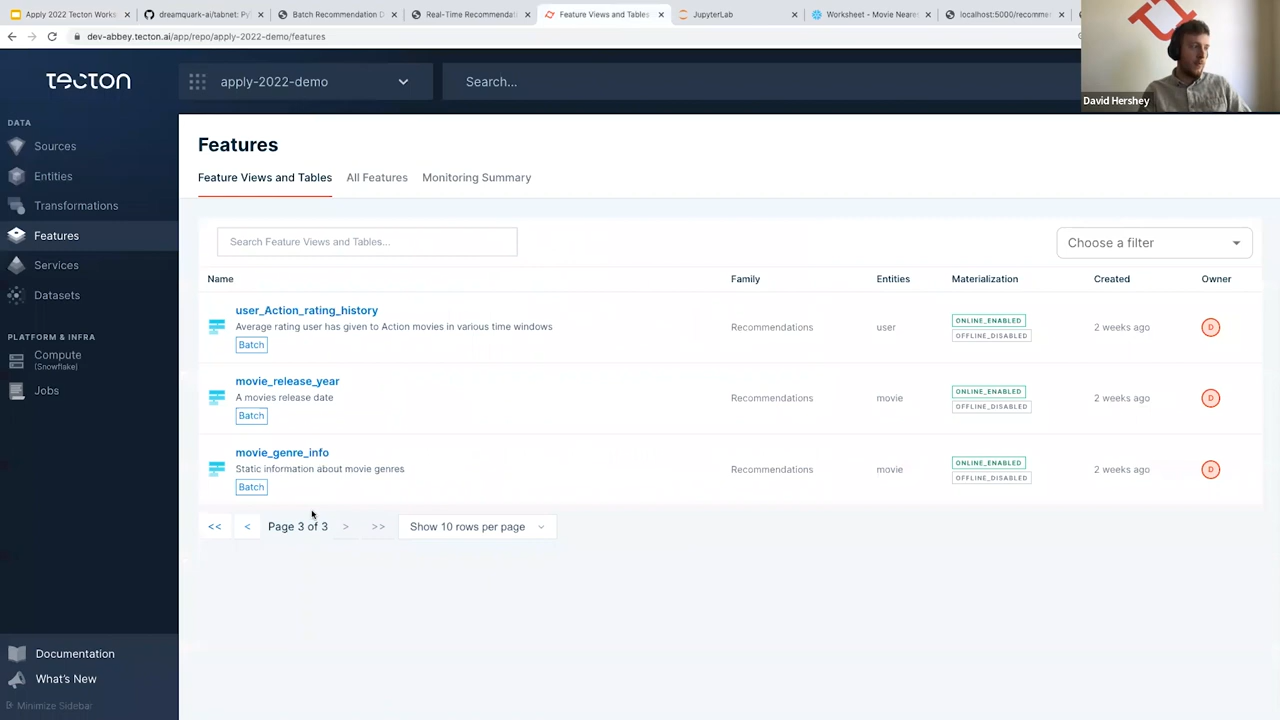 Apply 2022 Tecton Works
dreamquark-ai/tabnet: Py
Batch Recommendation D
Real-Time Recommendat
Feature Views and Tables
JupyterLab
Worksheet - Movie Neares
localhost:5000/recomme
dev-abbey.tecton.ai/app/repo/apply-2022-demo/features
David Hershey
tecton
apply-2022-demo
Search...
DATA
Sources
Entities
Transformations
Features
Services
Datasets
PLATFORM & INFRA
Compute
(Snowflake)
Jobs
Documentation
What's New
Minimize Sidebar
Features
Feature Views and Tables All Features Monitoring Summary
Search Feature Views and Tables...
Choose a filter
Name Family Entities Materialization Created Owner
user_Action_rating_history
Average rating user has given to Action movies in various time windows
Batch
Recommendations user
ONLINE_ENABLED
OFFLINE_DISABLED
2 weeks ago D
movie_release_year
A movies release date
Batch
Recommendations movie
ONLINE_ENABLED
OFFLINE_DISABLED
2 weeks ago D
movie_genre_info
Static information about movie genres
Batch
Recommendations movie
ONLINE_ENABLED
OFFLINE_DISABLED
2 weeks ago D
<< < Page 3 of 3 > >> Show 10 rows per page